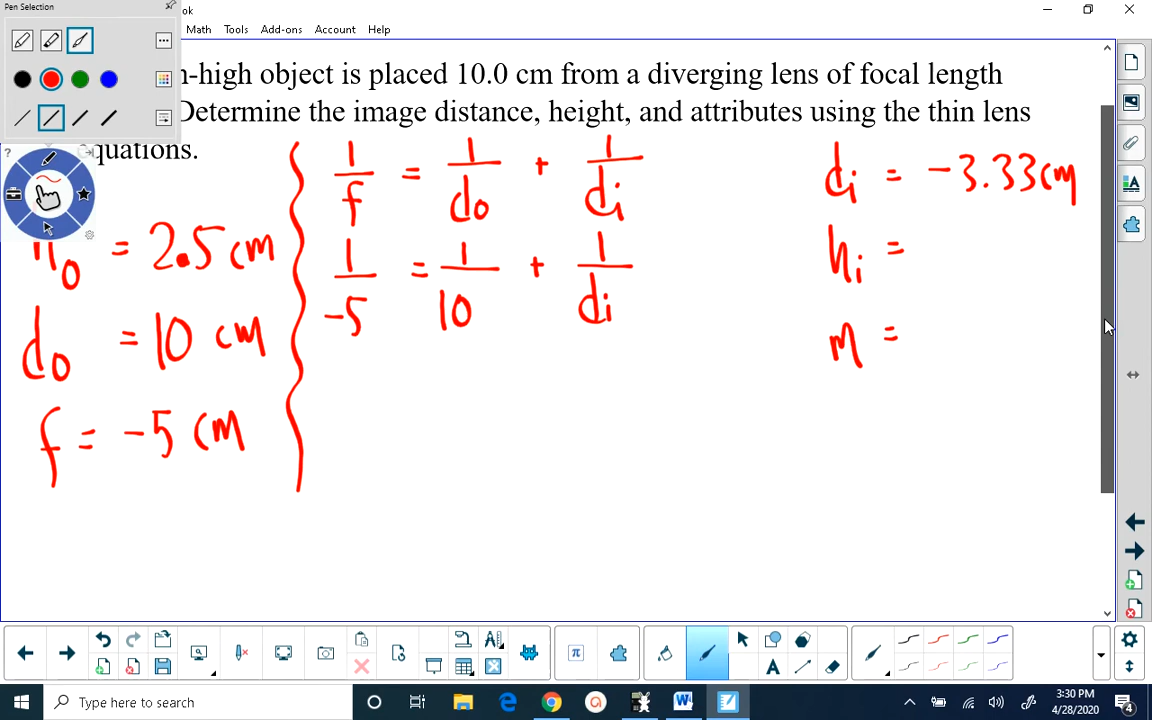 Pen Selection
ok
Math Tools Add-ons Account Help
-high object is placed 10.0 cm from a diverging lens of focal length
Determine the image distance, height, and attributes using the thin lens
equations.
?
1/f = 1/do + 1/di
di = -3.33cm
ho = 2.5 cm
1/-5 = 1/10 + 1/di
hi =
do = 10 cm
m =
f = -5 cm
π
A
Type here to search
3:30 PM
4/28/2020
4